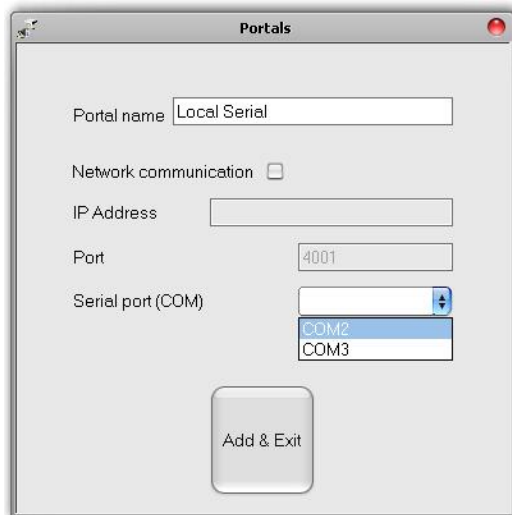 Portals
Portal name Local Serial
Network communication
IP Address
Port 4001
Serial port (COM)
COM2
COM3
Add & Exit